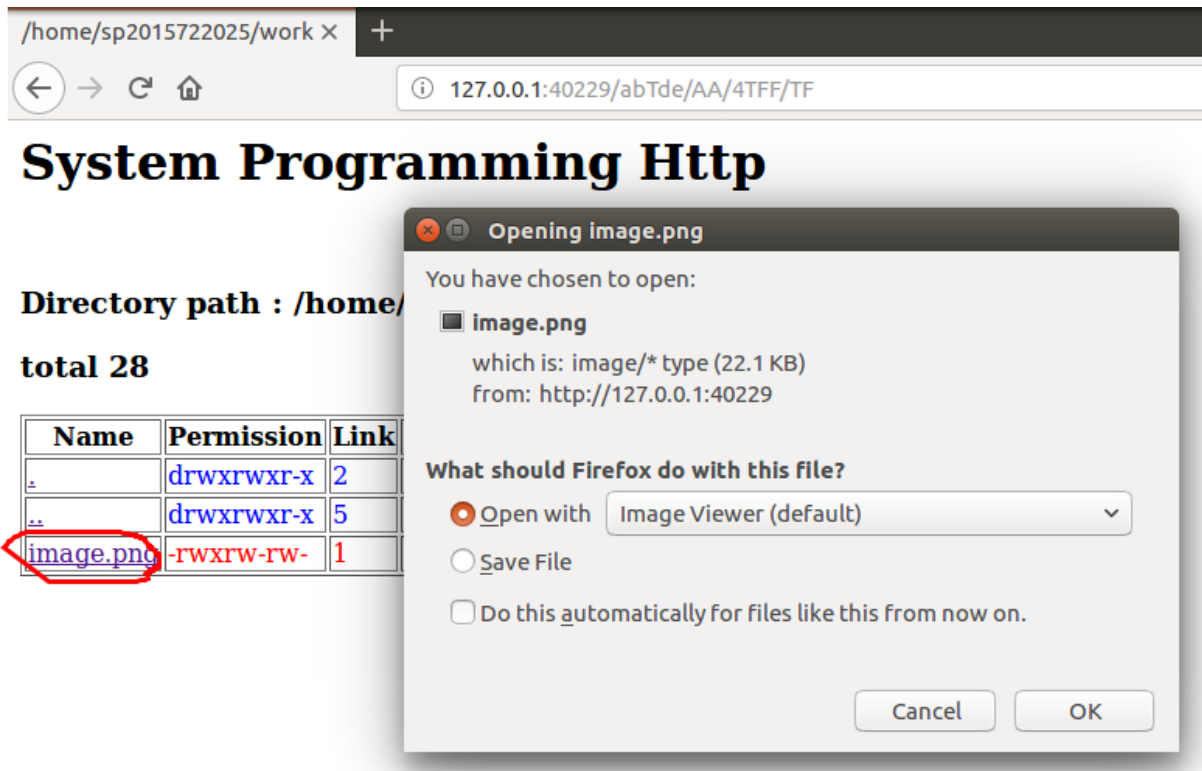 /home/sp2015722025/work × +
127.0.0.1:40229/abTde/AA/4TFF/TF
System Programming Http
Directory path : /home/
total 28
Name Permission Link
. drwxrwxr-x 2
.. drwxrwxr-x 5
image.png -rwxrw-rw- 1
Opening image.png
You have chosen to open:
image.png
which is: image/* type (22.1 KB)
from: http://127.0.0.1:40229
What should Firefox do with this file?
Open with Image Viewer (default)
Save File
Do this automatically for files like this from now on.
Cancel OK